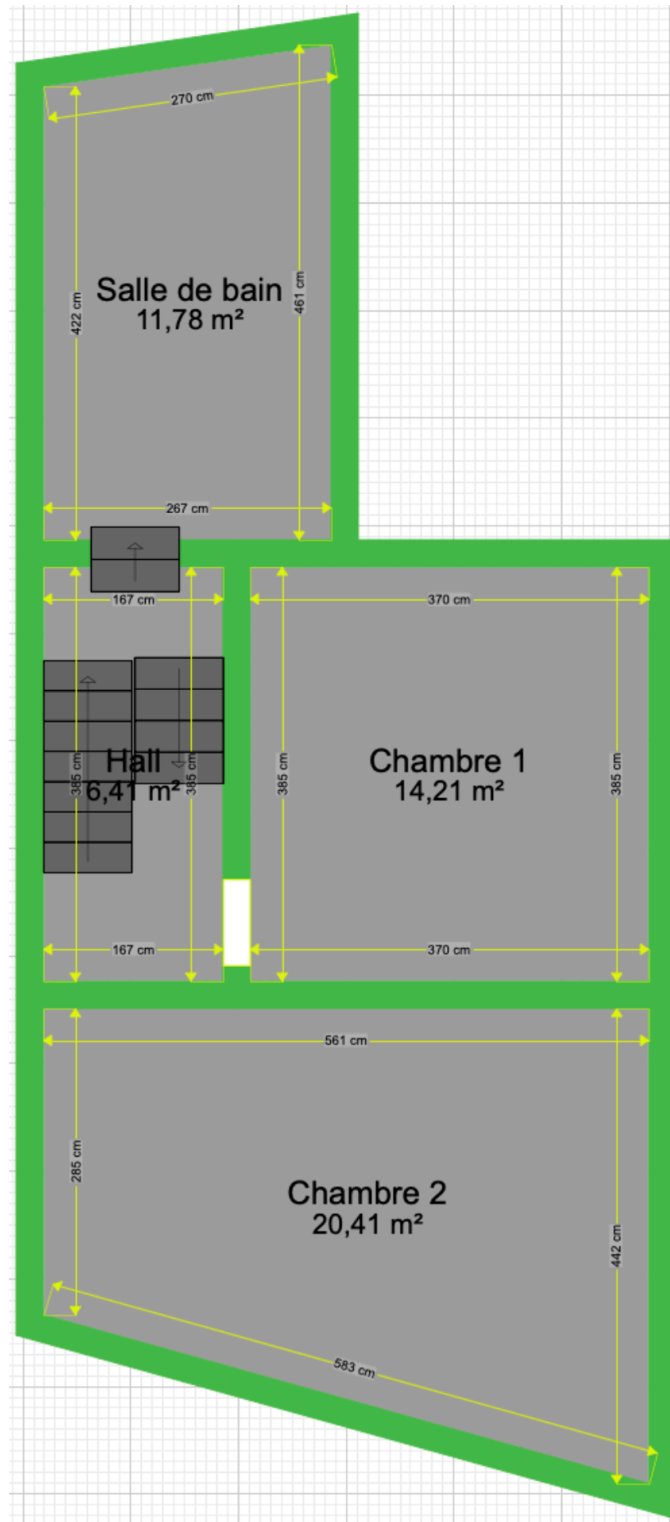 270 cm
422 cm
461 cm
Salle de bain
11,78 m²
267 cm
167 cm
370 cm
385 cm
385 cm
385 cm
385 cm
Hall
6,41 m²
Chambre 1
14,21 m²
167 cm
370 cm
561 cm
285 cm
442 cm
Chambre 2
20,41 m²
583 cm